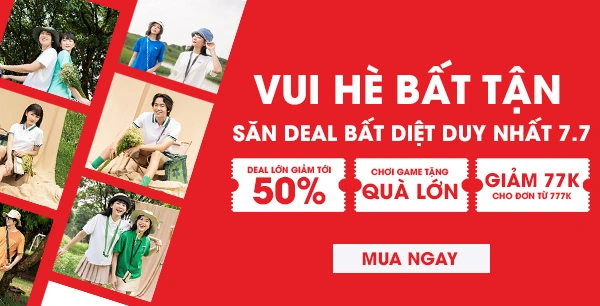 VUI HÈ BẤT TẬN
SĂN DEAL BẤT DIỆT DUY NHẤT 7.7
DEAL LỚN GIẢM TỚI
50%
CHƠI GAME TẶNG
QUÀ LỚN
GIẢM 77K
CHO ĐƠN TỪ 777K
MUA NGAY